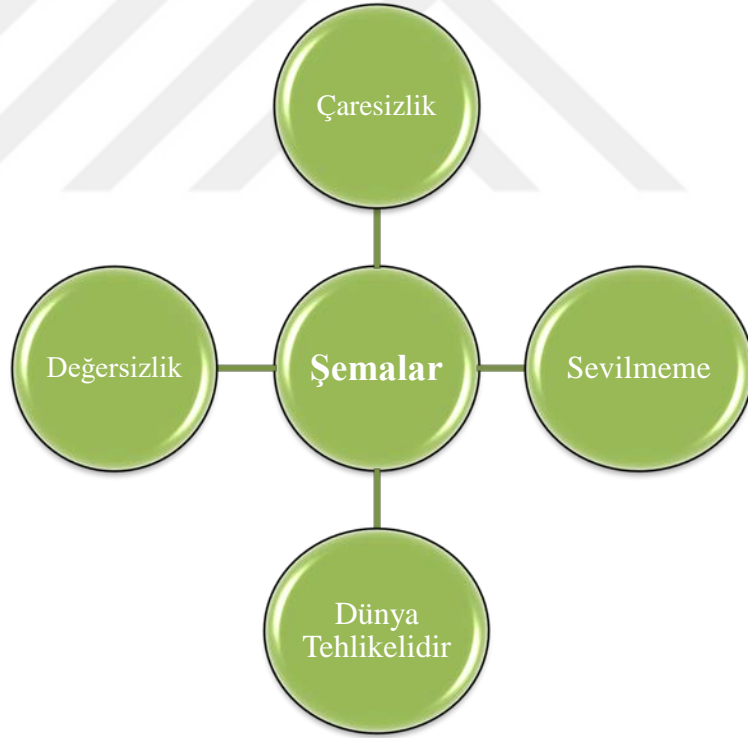 Çaresizlik
Değersizlik
Şemalar
Sevilmeme
Dünya
Tehlikelidir